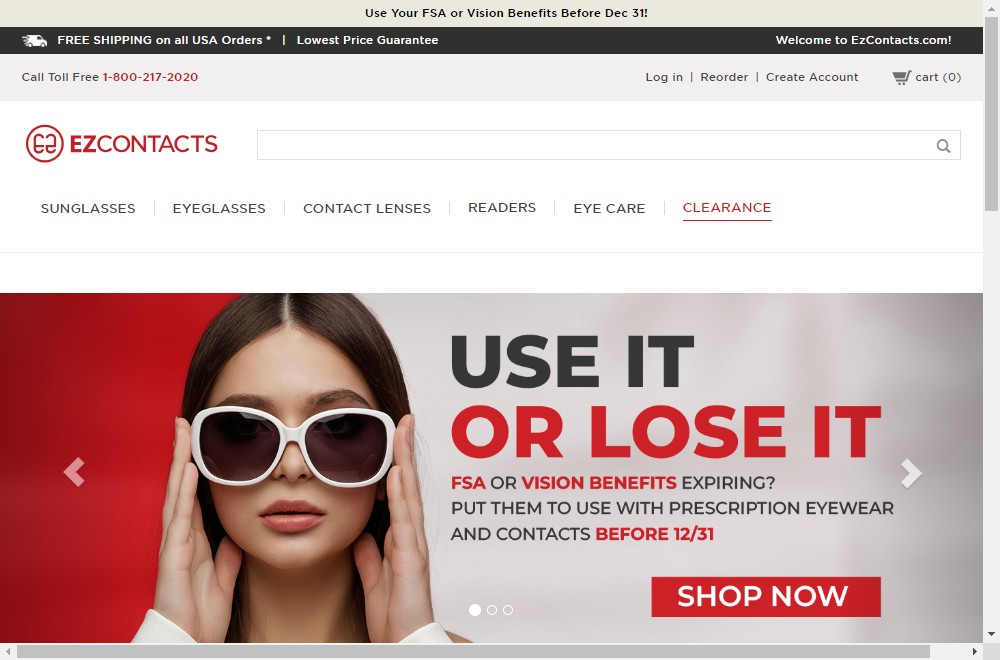 Use Your FSA or Vision Benefits Before Dec 31!
FREE SHIPPING on all USA Orders * | Lowest Price Guarantee Welcome to EzContacts.com!
Call Toll Free 1-800-217-2020 Log in | Reorder | Create Account cart (0)
EZCONTACTS
SUNGLASSES EYEGLASSES CONTACT LENSES READERS EYE CARE CLEARANCE
USE IT
OR LOSE IT
FSA OR VISION BENEFITS EXPIRING?
PUT THEM TO USE WITH PRESCRIPTION EYEWEAR
AND CONTACTS BEFORE 12/31
SHOP NOW